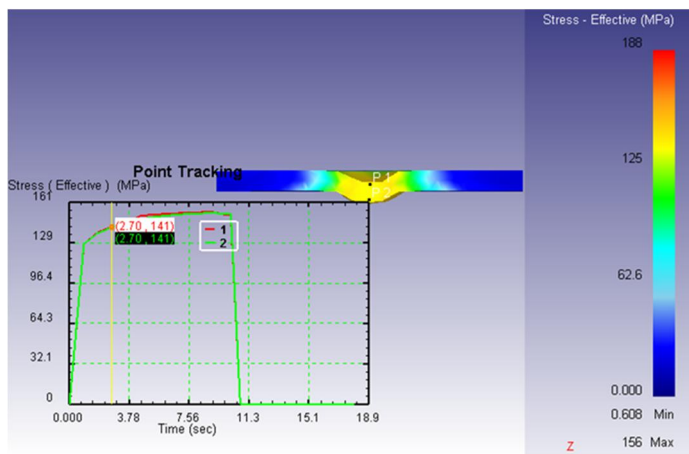 Stress - Effective (MPa)
188
125
62.6
0.000
0.608 Min
156 Max
Z
P 1
P 2
Point Tracking
Stress ( Effective ) (MPa)
161
129
96.4
64.3
32.1
0
(2.70 , 141)
(2.70 , 141)
1
2
0.000 3.78 7.56 11.3 15.1 18.9
Time (sec)